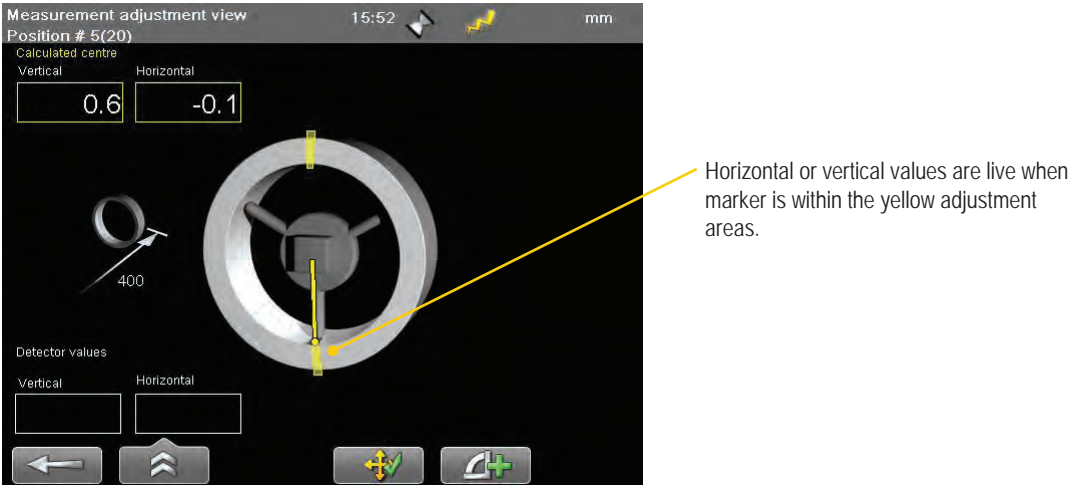 Measurement adjustment view 15:52 mm
Position # 5(20)
Calculated centre
Vertical Horizontal
0.6 -0.1
400
Detector values
Vertical Horizontal
Horizontal or vertical values are live when
marker is within the yellow adjustment
areas.